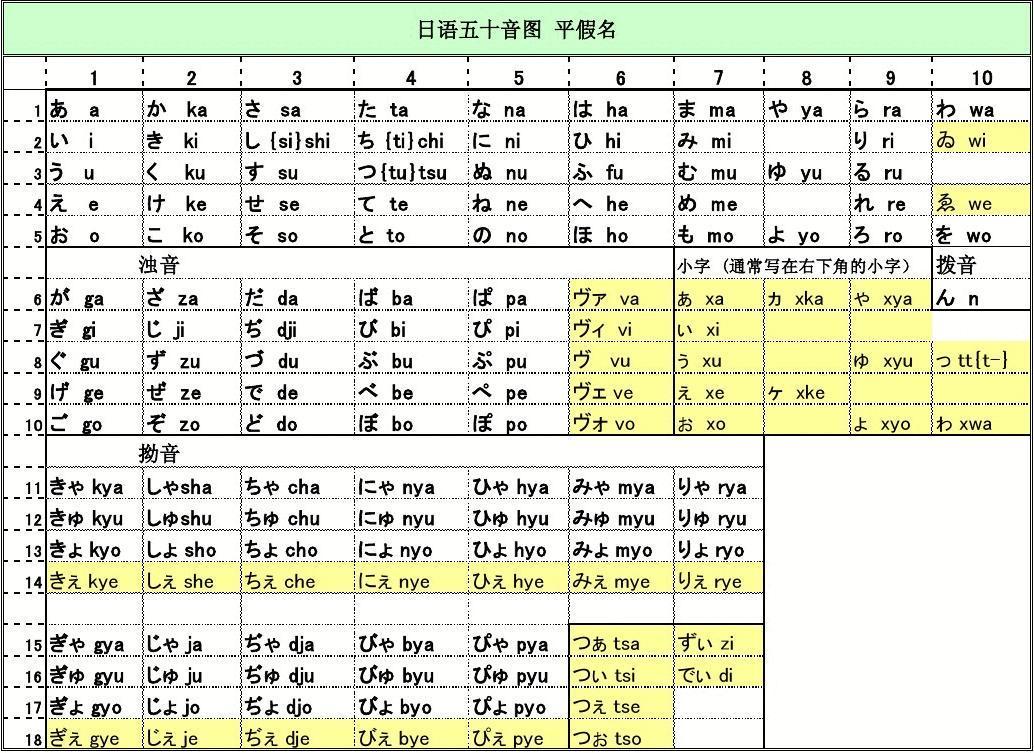 日语五十音图 平假名
1 2 3 4 5 6 7 8 9 10
1 あ a か ka さ sa た ta な na は ha ま ma や ya ら ra わ wa
2 い i き ki し {si}shi ち {ti}chi に ni ひ hi み mi り ri ゐ wi
3 う u く ku す su つ{tu}tsu ぬ nu ふ fu む mu ゆ yu る ru
4 え e け ke せ se て te ね ne へ he め me れ re ゑ we
5 お o こ ko そ so と to の no ほ ho も mo よ yo ろ ro を wo
浊音 小字 (通常写在右下角的小字) 拨音
6 が ga ざ za だ da ば ba ぱ pa ヴァ va ぁ xa ヵ xka ゃ xya ん n
7 ぎ gi じ ji ぢ dji び bi ぴ pi ヴィ vi ぃ xi
8 ぐ gu ず zu づ du ぶ bu ぷ pu ヴ vu ぅ xu ゅ xyu っ tt{t-}
9 げ ge ぜ ze で de べ be ぺ pe ヴェ ve ぇ xe ヶ xke
10 ご go ぞ zo ど do ぼ bo ぽ po ヴォ vo ぉ xo ょ xyo ゎ xwa
拗音
11 きゃ kya しゃsha ちゃ cha にゃ nya ひゃ hya みゃ mya りゃ rya
12 きゅ kyu しゅshu ちゅ chu にゅ nyu ひゅ hyu みゅ myu りゅ ryu
13 きょ kyo しょ sho ちょ cho にょ nyo ひょ hyo みょ myo りょ ryo
14 きぇ kye しぇ she ちぇ che にぇ nye ひぇ hye みぇ mye りぇ rye
15 ぎゃ gya じゃ ja ぢゃ dja びゃ bya ぴゃ pya つぁ tsa ずぃ zi
16 ぎゅ gyu じゅ ju ぢゅ dju びゅ byu ぴゅ pyu つぃ tsi でぃ di
17 ぎょ gyo じょ jo ぢょ djo びょ byo ぴょ pyo つぇ tse
18 ぎぇ gye じぇ je ぢぇ dje びぇ bye ぴぇ pye つぉ tso